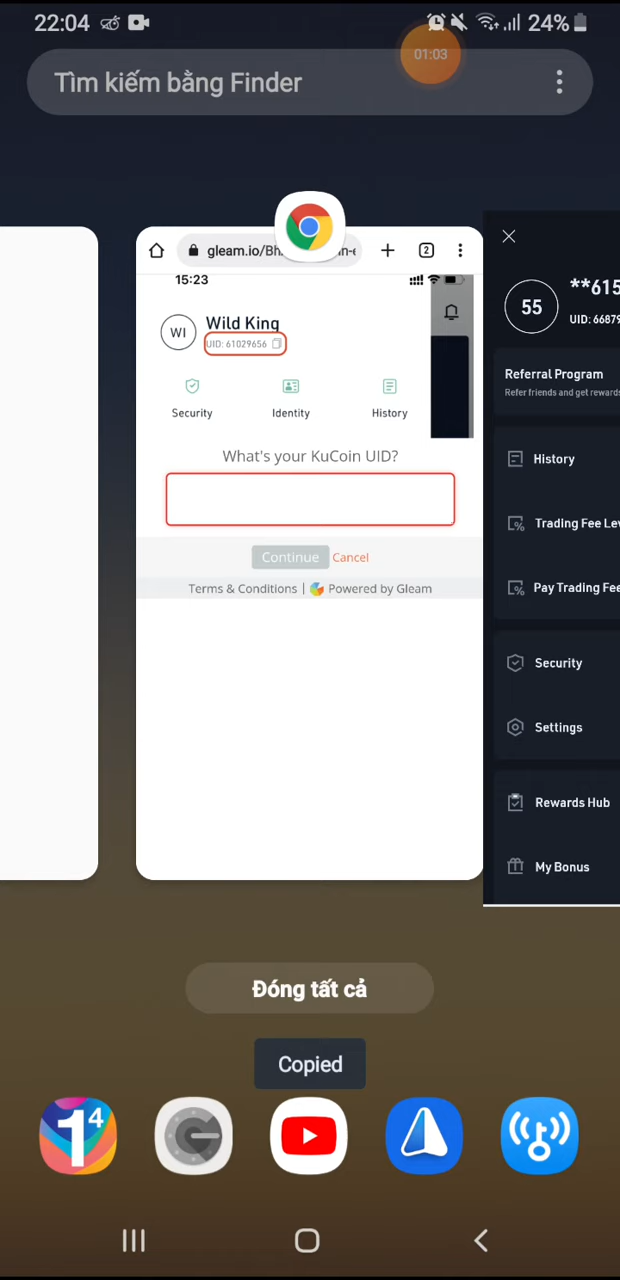 22:04
24%
01:03
Tìm kiếm bằng Finder
gleam.io/Bh
n-e
2
15:23
WI
Wild King
UID: 61029656
Security
Identity
History
What's your KuCoin UID?
Continue
Cancel
Terms & Conditions | Powered by Gleam
55
**615
UID: 66879
Referral Program
Refer friends and get rewards
History
Trading Fee Lev
Pay Trading Fee
Security
Settings
Rewards Hub
My Bonus
Đóng tất cả
Copied
1
4